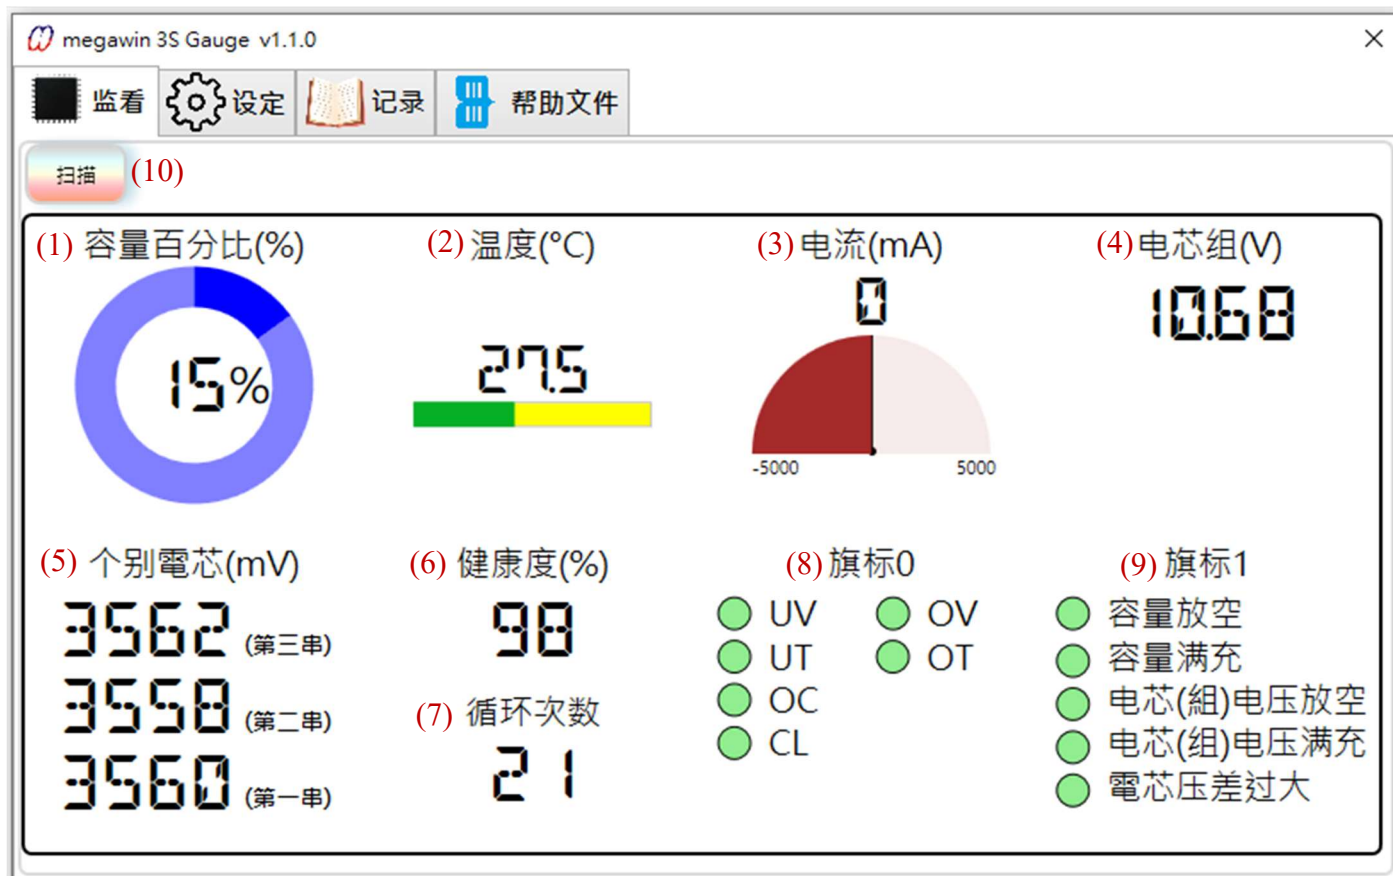 megawin 3S Gauge v1.1.0
监看 设定 记录 帮助文件
扫描 (10)
(1) 容量百分比(%)
15%
(2) 温度(°C)
27.5
(3) 电流(mA)
0
-5000 5000
(4) 电芯组(V)
10.68
(5) 个别電芯(mV)
3562 (第三串)
3558 (第二串)
3560 (第一串)
(6) 健康度(%)
98
(7) 循环次数
21
(8) 旗标0
UV OV
UT OT
OC
CL
(9) 旗标1
容量放空
容量满充
电芯(組)电压放空
电芯(组)电压满充
電芯压差过大